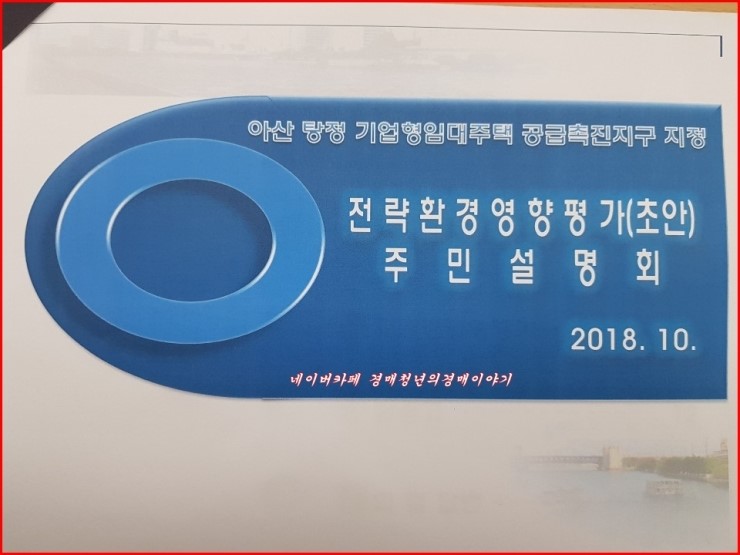 아산 탕정 기업형임대주택 공급촉진지구 지정
전략환경영향평가(초안)
주민설명회
2018. 10.
네이버카페 경매청년의경매이야기